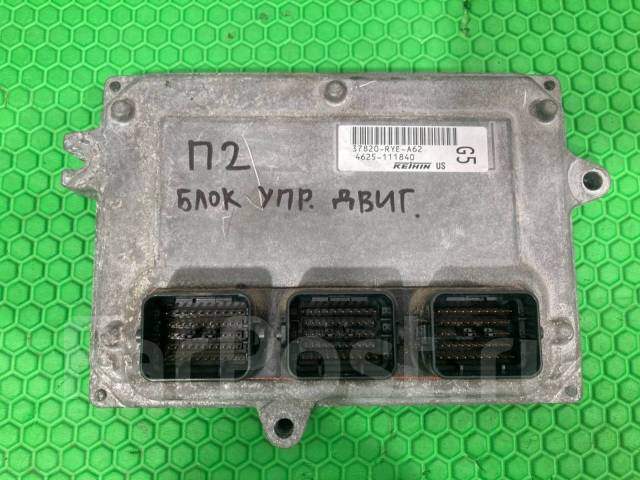 П2
БЛОК УПР. ДВИГ.
37820-RYE-A62
4625-111840
KEIHIN US
G5